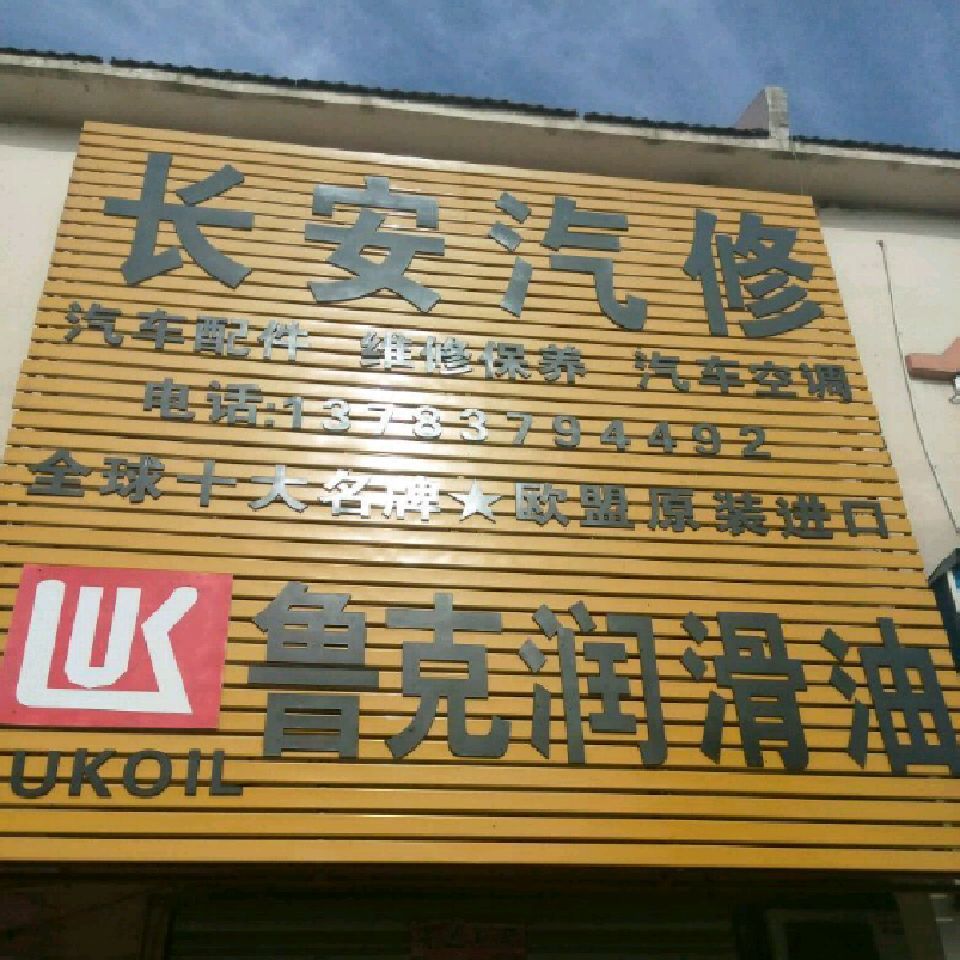 长安汽修
汽车配件 维修保养 汽车空调
电话:13783794492
全球十大名牌★欧盟原装进口
LUK
鲁克润滑油
UKOIL